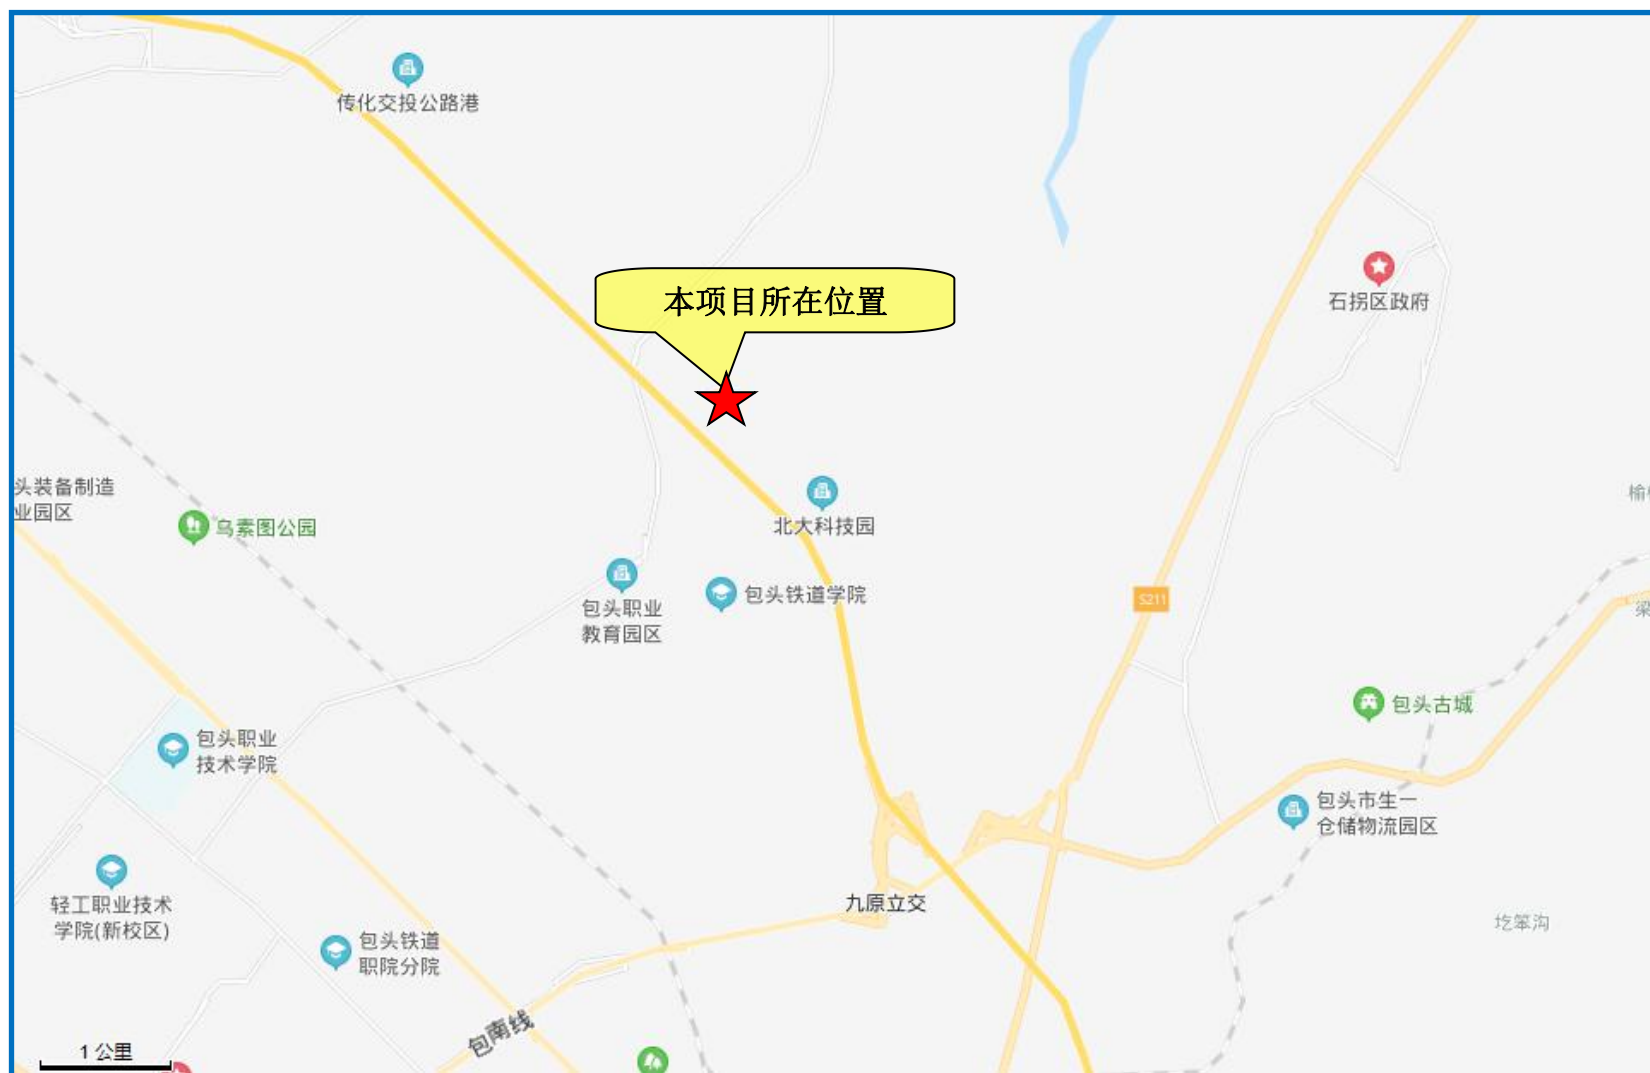 传化交投公路港
本项目所在位置
石拐区政府
头装备制造
业园区
乌素图公园
北大科技园
包头职业
教育园区
包头铁道学院
S211
包头古城
包头职业
技术学院
包头市生一
仓储物流园区
轻工职业技术
学院(新校区)
九原立交
圪笨沟
包头铁道
职院分院
包南线
1 公里